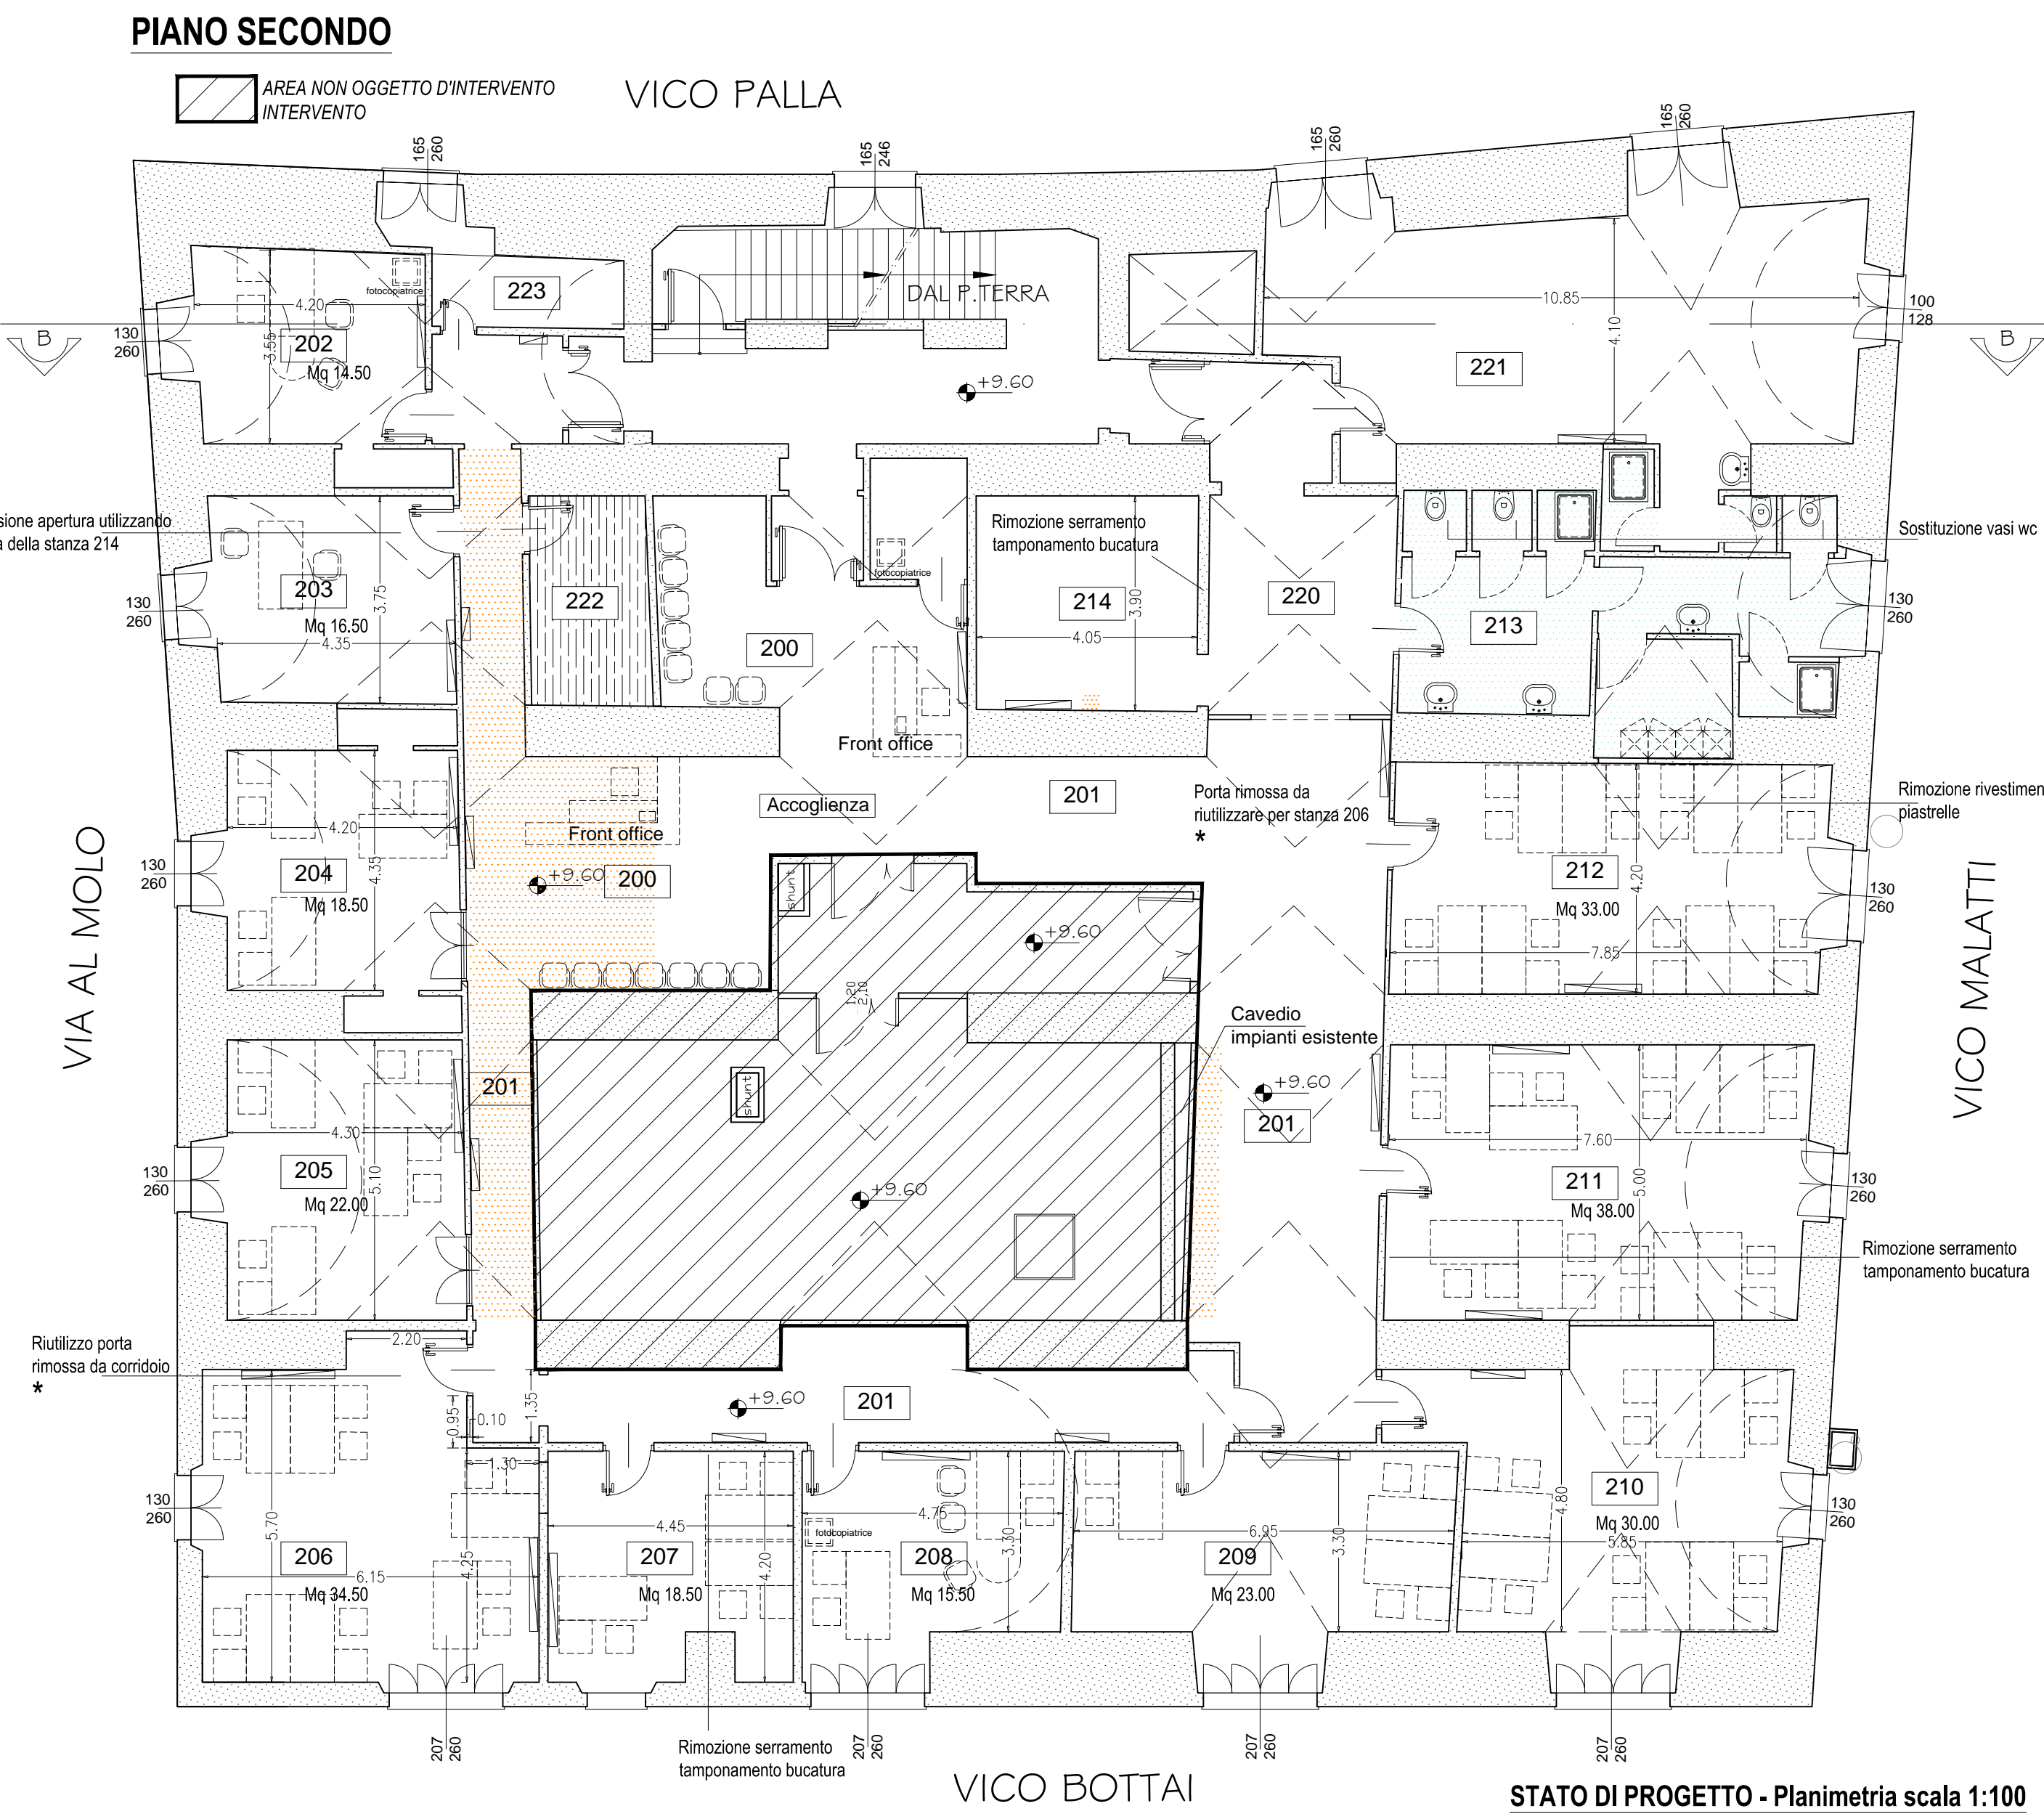 PIANO SECONDO
AREA NON OGGETTO D'INTERVENTO
INTERVENTO
VICO PALLA
165
260
165
246
165
260
165
260
DAL P.TERRA
223
fotocopiatrice
4.20
3.55
202
Mq 14.50
130
260
B
10.85
4.10
100
128
B
221
+9.60
apertura utilizzando
della stanza 214
203
Mq 16.50
3.75
4.35
130
260
222
200
fotocopiatrice
Front office
Rimozione serramento
tamponamento bucatura
214
3.90
4.05
220
213
Sostituzione vasi wc
130
260
Accoglienza
201
Porta rimossa da
riutilizzare per stanza 206
*
Rimozione
piastrelle
VIA AL MOLO
4.20
204
Mq 18.50
4.35
130
260
Front office
+9.60
200
shunt
+9.60
1.20
2.10
212
Mq 33.00
4.20
7.85
130
260
VICO MALATTI
Cavedio
impianti esistente
201
shunt
+9.60
201
4.30
205
Mq 22.00
5.10
130
260
+9.60
7.60
211
Mq 38.00
5.00
130
260
Rimozione serramento
tamponamento bucatura
Riutilizzo porta
rimossa da corridoio
*
2.20
1.35
0.95
0.10
1.30
+9.60
201
206
Mq 34.50
5.70
6.15
4.25
130
260
4.45
207
Mq 18.50
4.20
4.75
fotocopiatrice
208
Mq 15.50
3.30
6.95
209
Mq 23.00
3.30
4.80
210
Mq 30.00
5.85
130
260
207
260
207
260
207
260
207
260
Rimozione serramento
tamponamento bucatura
VICO BOTTAI
STATO DI PROGETTO - Planimetria scala 1:100